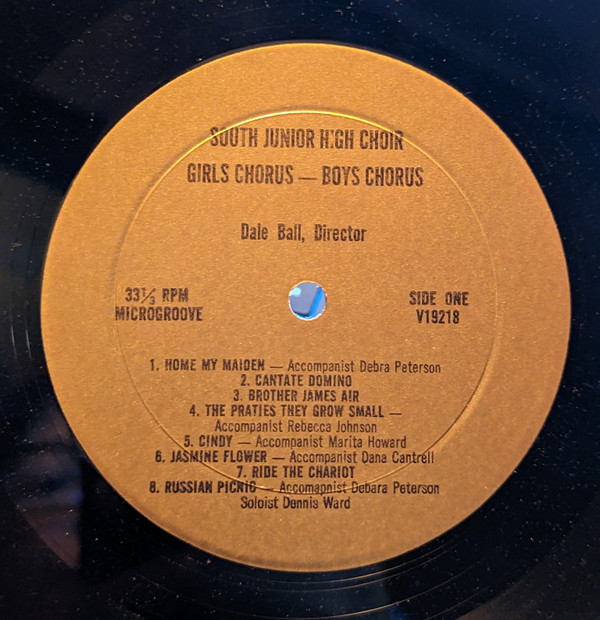 SOUTH JUNIOR HIGH CHOIR
GIRLS CHORUS — BOYS CHORUS
Dale Ball, Director
33⅓ RPM
MICROGROOVE
SIDE ONE
V19218
1. HOME MY MAIDEN — Accompanist Debra Peterson
2. CANTATE DOMINO
3. BROTHER JAMES AIR
4. THE PRATIES THEY GROW SMALL —
Accompanist Rebecca Johnson
5. CINDY — Accompanist Marita Howard
6. JASMINE FLOWER — Accompanist Dana Cantrell
7. RIDE THE CHARIOT
8. RUSSIAN PICNIC — Accomapnist Debara Peterson
Soloist Dennis Ward